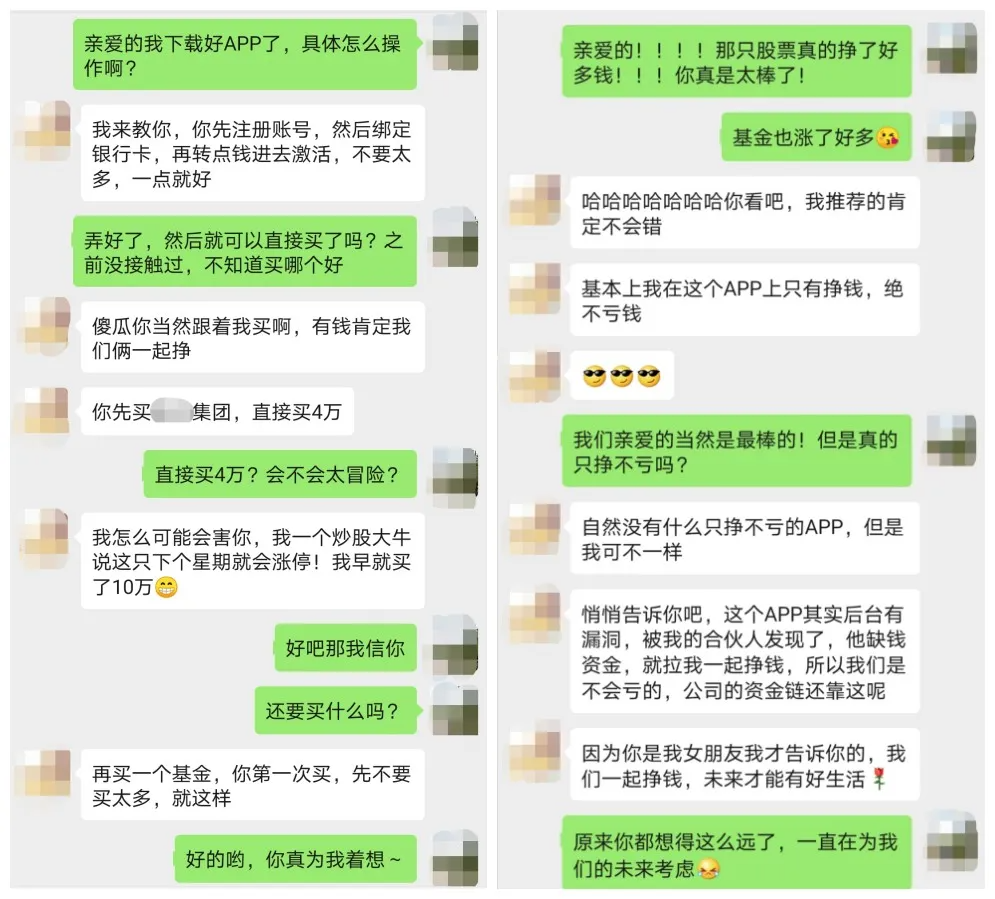 亲爱的我下载好APP了，具体怎么操
作啊？
我来教你，你先注册账号，然后绑定
银行卡，再转点钱进去激活，不要太
多，一点就好
弄好了，然后就可以直接买了吗？之
前没接触过，不知道买哪个好
傻瓜你当然跟着我买啊，有钱肯定我
们俩一起挣
你先买集团，直接买4万
直接买4万？会不会太冒险？
我怎么可能会害你，我一个炒股大牛
说这只下个星期就会涨停！我早就买
了10万😁
好吧那我信你
还要买什么吗？
再买一个基金，你第一次买，先不要
买太多，就这样
好的哟，你真为我着想～
亲爱的！！！！那只股票真的挣了好
多钱！！！你真是太棒了！
基金也涨了好多😘
哈哈哈哈哈哈哈你看吧，我推荐的肯
定不会错
基本上我在这个APP上只有挣钱，绝
不亏钱
😎😎😎
我们亲爱的当然是最棒的！但是真的
只挣不亏吗？
自然没有什么只挣不亏的APP，但是
我可不一样
悄悄告诉你吧，这个APP其实后台有
漏洞，被我的合伙人发现了，他缺钱
资金，就拉我一起挣钱，所以我们是
不会亏的，公司的资金链还靠这呢
因为你是我女朋友我才告诉你的，我
们一起挣钱，未来才能有好生活🌹
原来你都想得这么远了，一直在为我
们的未来考虑😹